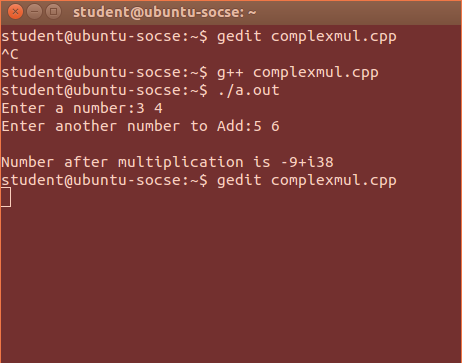 student@ubuntu-socse: ~
student@ubuntu-socse:~$ gedit complexmul.cpp
^C
student@ubuntu-socse:~$ g++ complexmul.cpp
student@ubuntu-socse:~$ ./a.out
Enter a number:3 4
Enter another number to Add:5 6
Number after multiplication is -9+i38
student@ubuntu-socse:~$ gedit complexmul.cpp